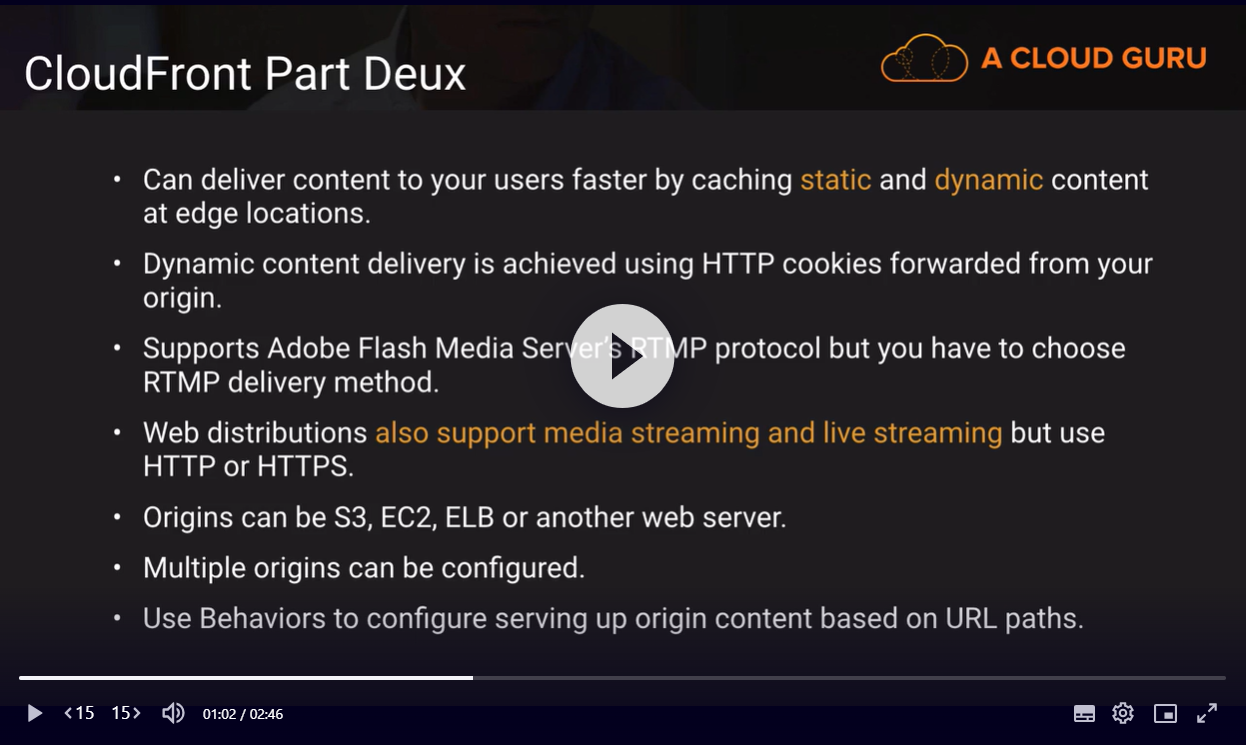 CloudFront Part Deux
A CLOUD GURU
• Can deliver content to your users faster by caching static and dynamic content
at edge locations.
• Dynamic content delivery is achieved using HTTP cookies forwarded from your
origin.
• Supports Adobe Flash Media Server's RTMP protocol but you have to choose
RTMP delivery method.
• Web distributions also support media streaming and live streaming but use
HTTP or HTTPS.
• Origins can be S3, EC2, ELB or another web server.
• Multiple origins can be configured.
• Use Behaviors to configure serving up origin content based on URL paths.
<15 15> 01:02 / 02:46